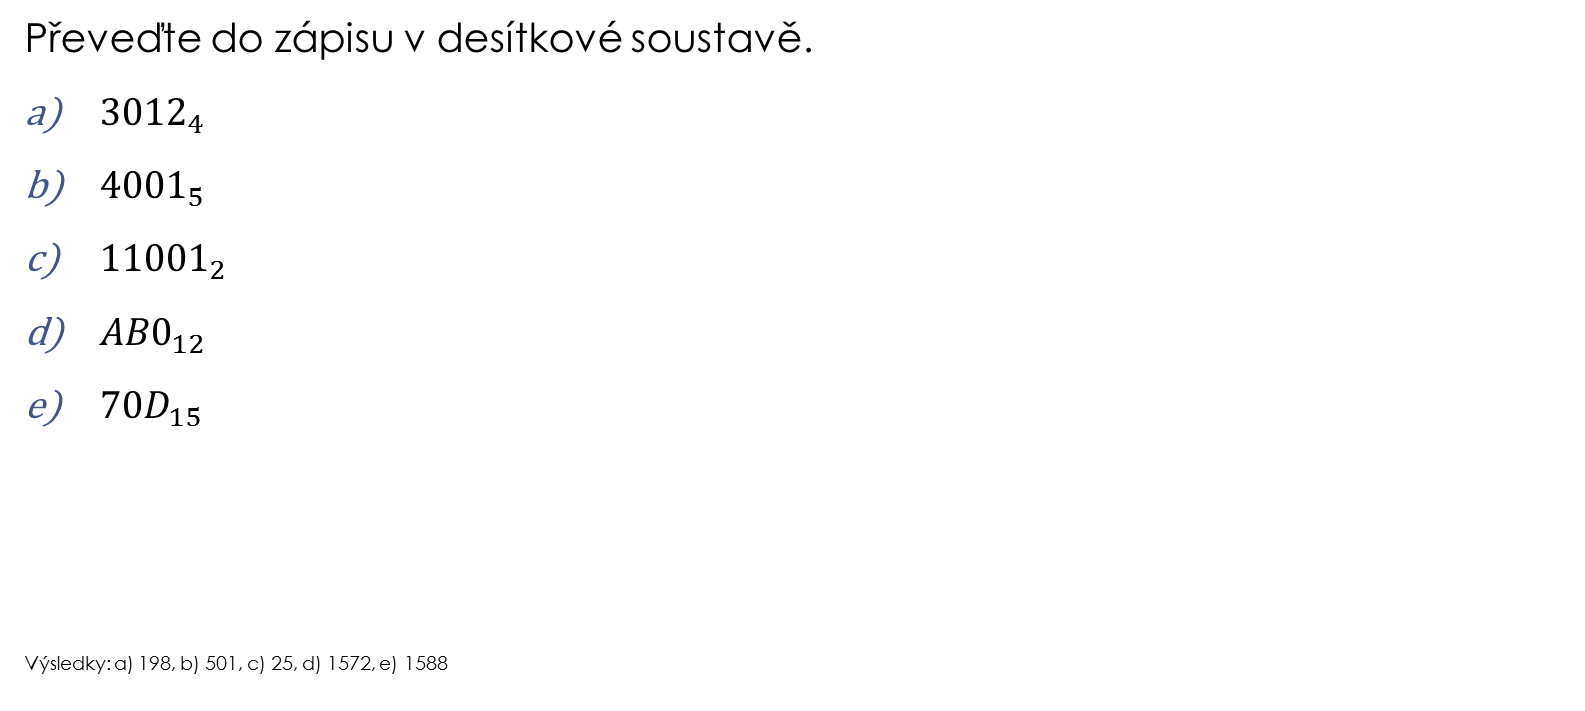 Převeďte do zápisu v desítkové soustavě.
a) 3012₄
b) 4001₅
c) 11001₂
d) AB0₁₂
e) 70D₁₅
Výsledky: a) 198, b) 501, c) 25, d) 1572, e) 1588